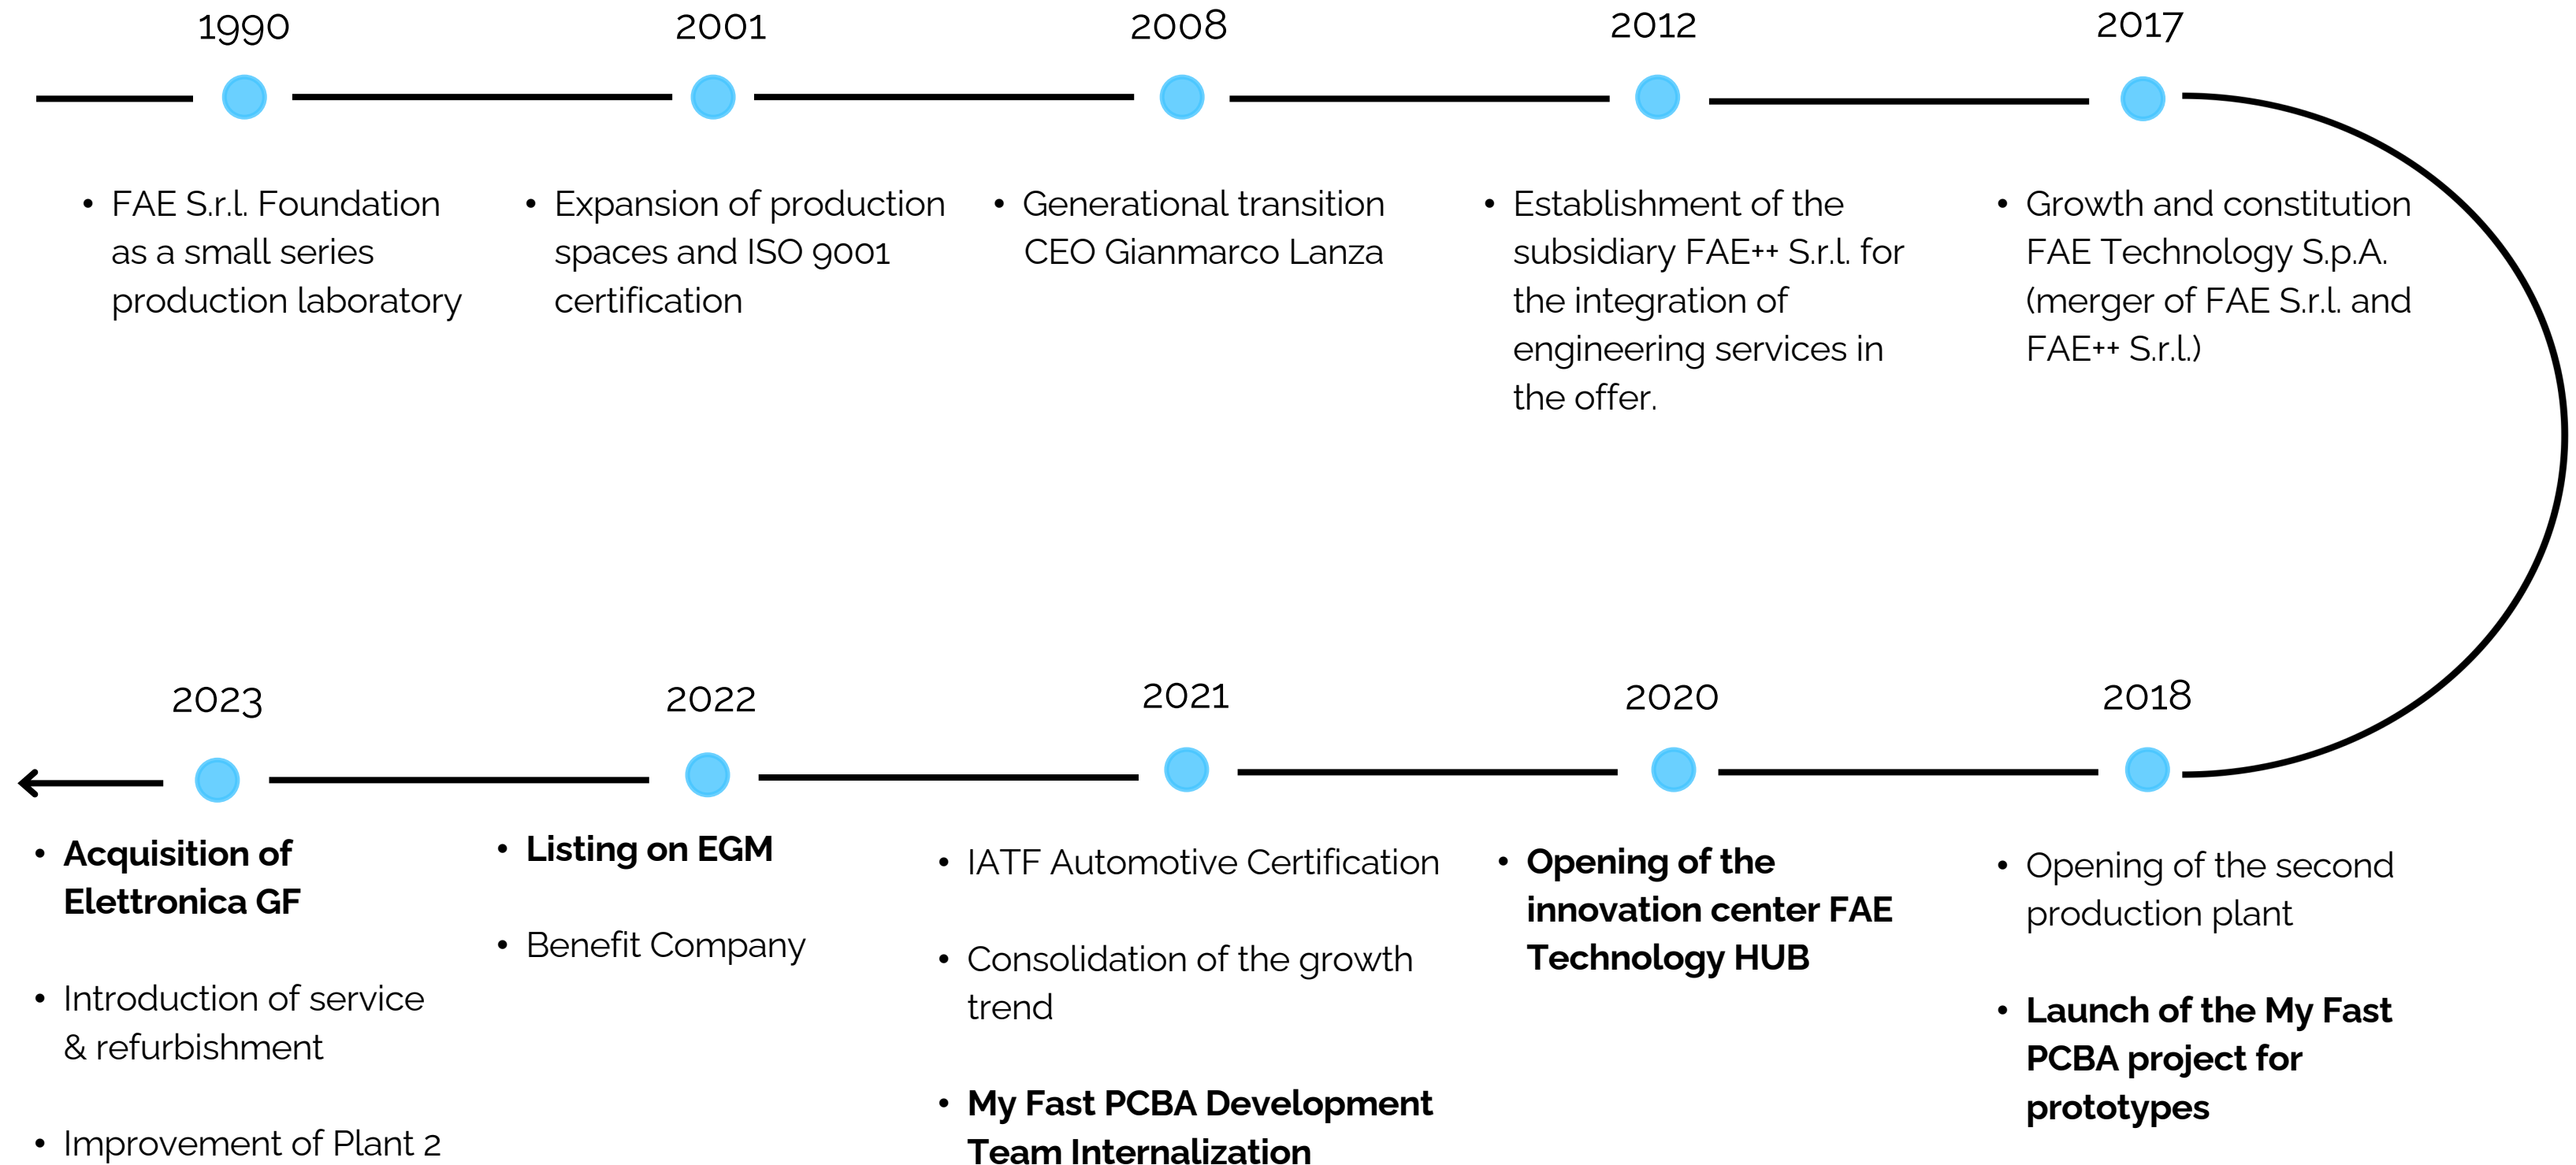 1990
• FAE S.r.l. Foundation
as a small series
production laboratory
2001
• Expansion of production
spaces and ISO 9001
certification
2008
• Generational transition
CEO Gianmarco Lanza
2012
• Establishment of the
subsidiary FAE++ S.r.l. for
the integration of
engineering services in
the offer.
2017
• Growth and constitution
FAE Technology S.p.A.
(merger of FAE S.r.l. and
FAE++ S.r.l.)
2018
• Opening of the second
production plant
• Launch of the My Fast
PCBA project for
prototypes
2020
• Opening of the
innovation center FAE
Technology HUB
2021
• IATF Automotive Certification
• Consolidation of the growth
trend
• My Fast PCBA Development
Team Internalization
2022
• Listing on EGM
• Benefit Company
2023
• Acquisition of
Elettronica GF
• Introduction of service
& refurbishment
• Improvement of Plant 2